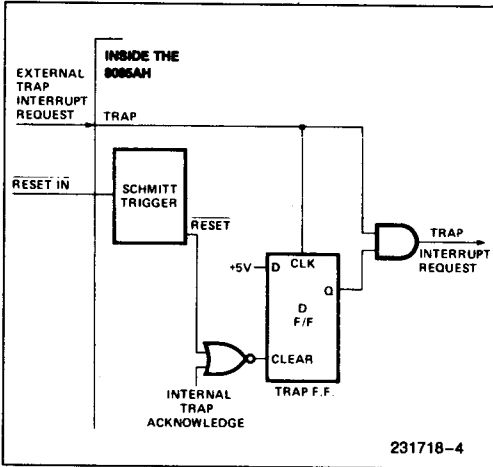 INSIDE THE
8085AH
EXTERNAL
TRAP
INTERRUPT
REQUEST
TRAP
RESET IN
SCHMITT
TRIGGER
RESET
+5V
D
CLK
Q
D
F/F
CLEAR
TRAP F.F.
TRAP
INTERRUPT
REQUEST
INTERNAL
TRAP
ACKNOWLEDGE
231718-4